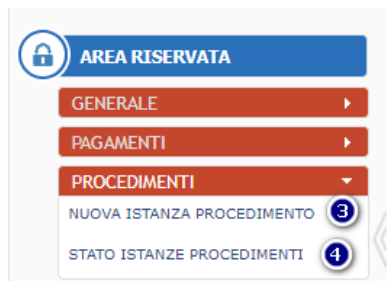 AREA RISERVATA
GENERALE
PAGAMENTI
PROCEDIMENTI
NUOVA ISTANZA PROCEDIMENTO 3
STATO ISTANZE PROCEDIMENTI 4